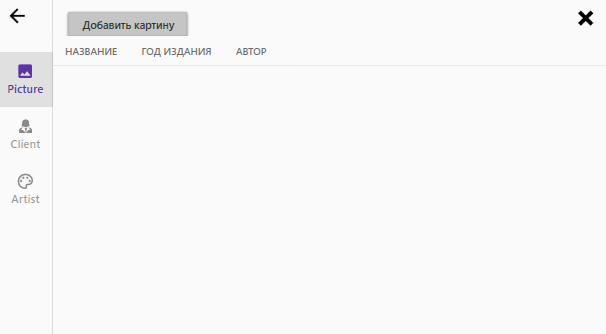 Добавить картину
НАЗВАНИЕ ГОД ИЗДАНИЯ АВТОР
Picture
Client
Artist